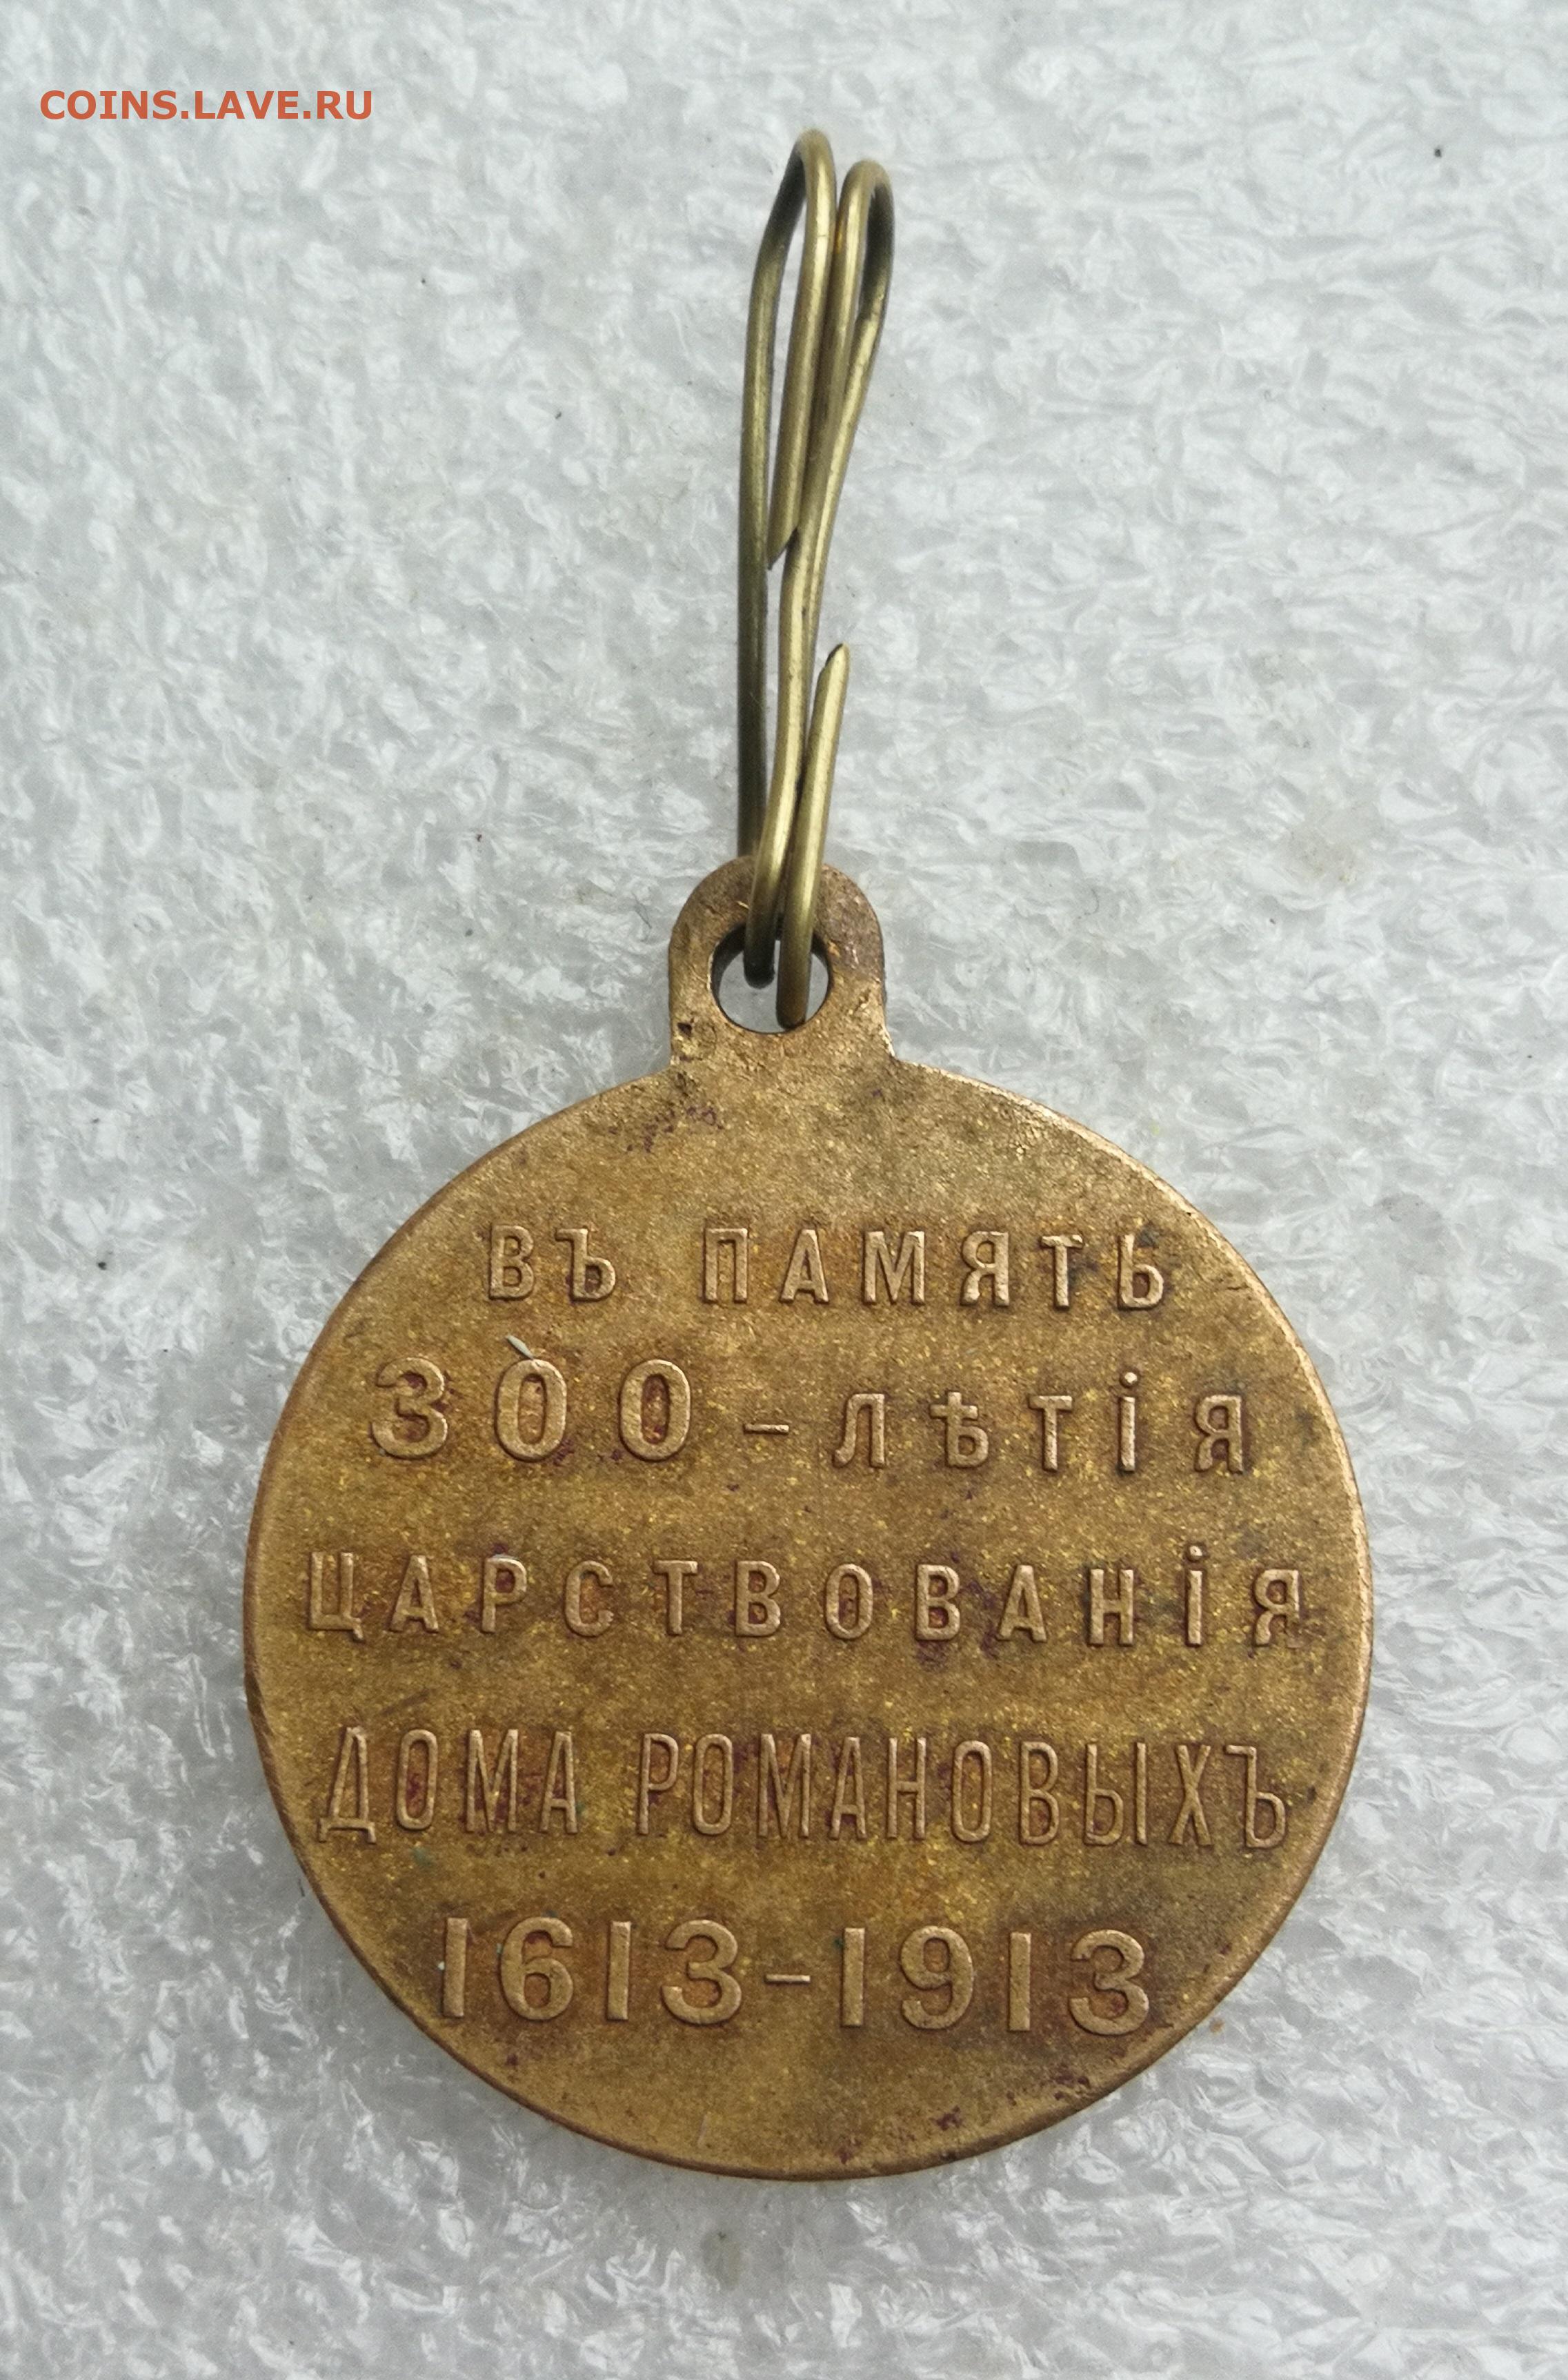 COINS.LAVE.RU
ВЪ ПАМЯТЬ
300-лѣтія
ЦАРСТВОВАНІЯ
ДОМА РОМАНОВЫХЪ
1613-1913